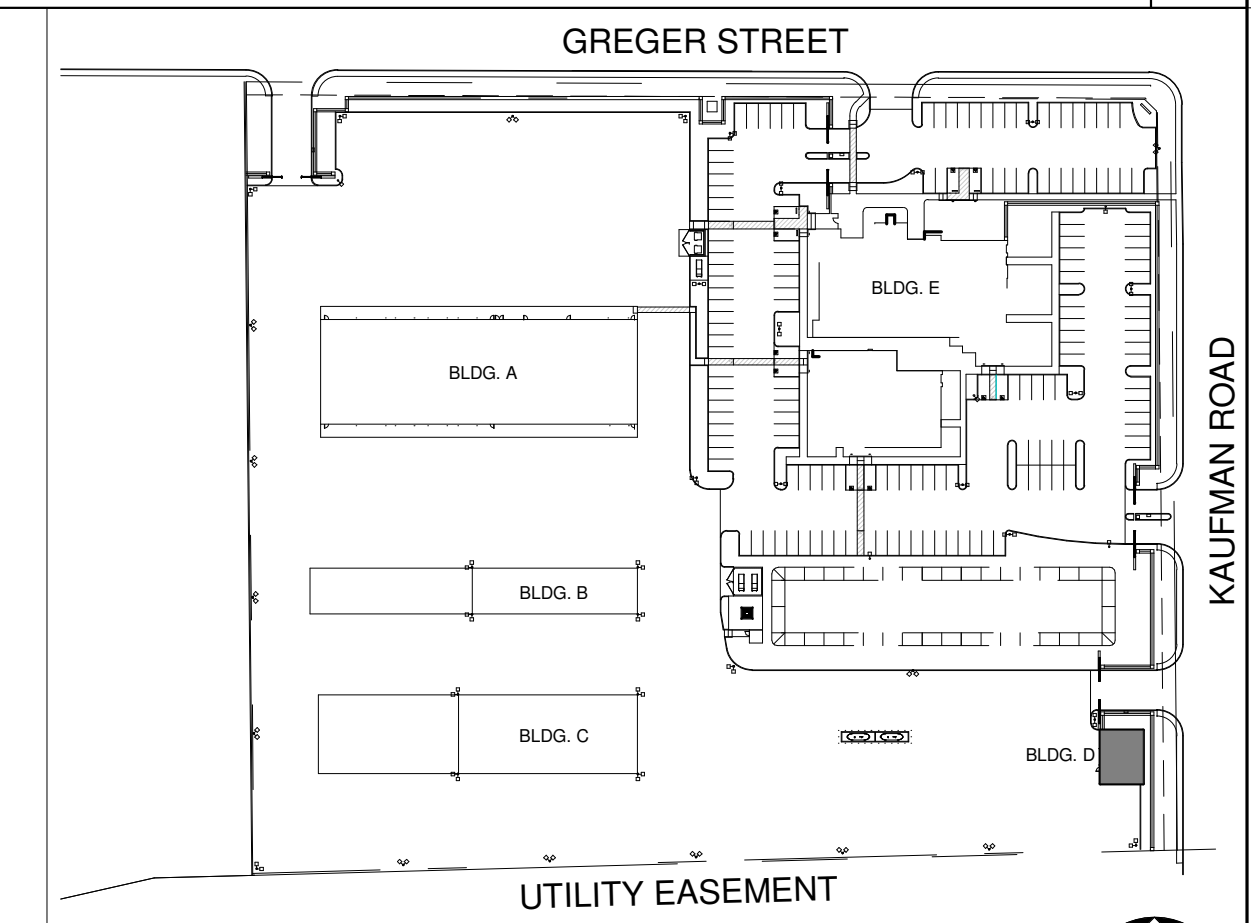 GREGER STREET
BLDG. E
KAUFMAN ROAD
BLDG. A
BLDG. B
BLDG. C
BLDG. D
UTILITY EASEMENT